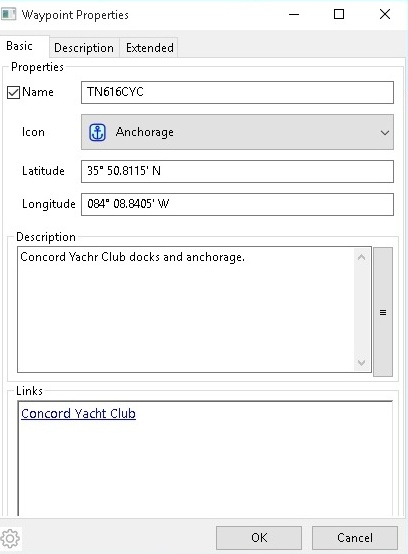 Waypoint Properties
Basic Description Extended
Properties
Name TN616CYC
Icon Anchorage
Latitude 35° 50.8115' N
Longitude 084° 08.8405' W
Description
Concord Yachr Club docks and anchorage.
≡
Links
Concord Yacht Club
OK Cancel